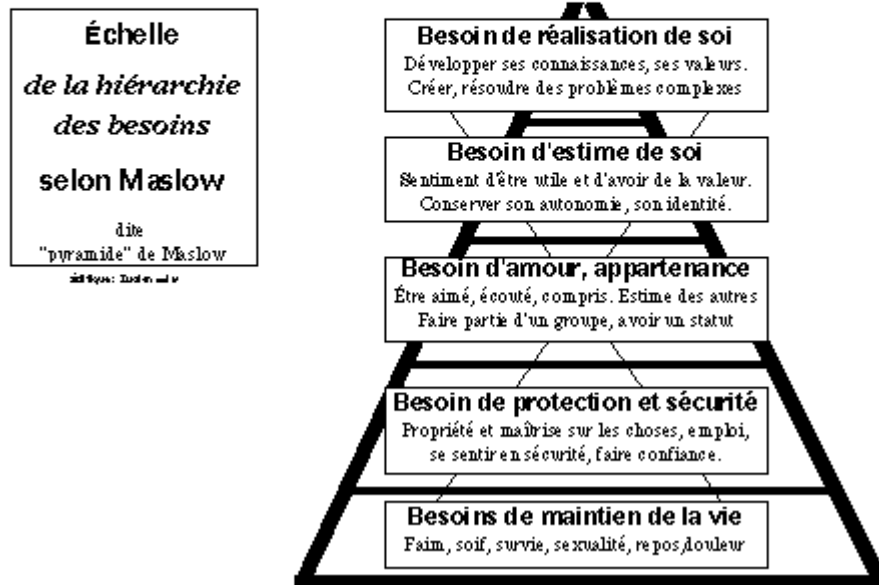 Échelle
de la hiérarchie
des besoins
selon Maslow
dite
"pyramide" de Maslow
Besoin de réalisation de soi
Développer ses connaissances, ses valeurs.
Créer, résoudre des problèmes complexes
Besoin d'estime de soi
Sentiment d'être utile et d'avoir de la valeur.
Conserver son autonomie, son identité.
Besoin d'amour, appartenance
Être aimé, écouté, compris. Estime des autres
Faire partie d'un groupe, avoir un statut
Besoin de protection et sécurité
Propriété et maîtrise sur les choses, emploi,
se sentir en sécurité, faire confiance.
Besoins de maintien de la vie
Faim, soif, survie, sexualité, repos,douleur